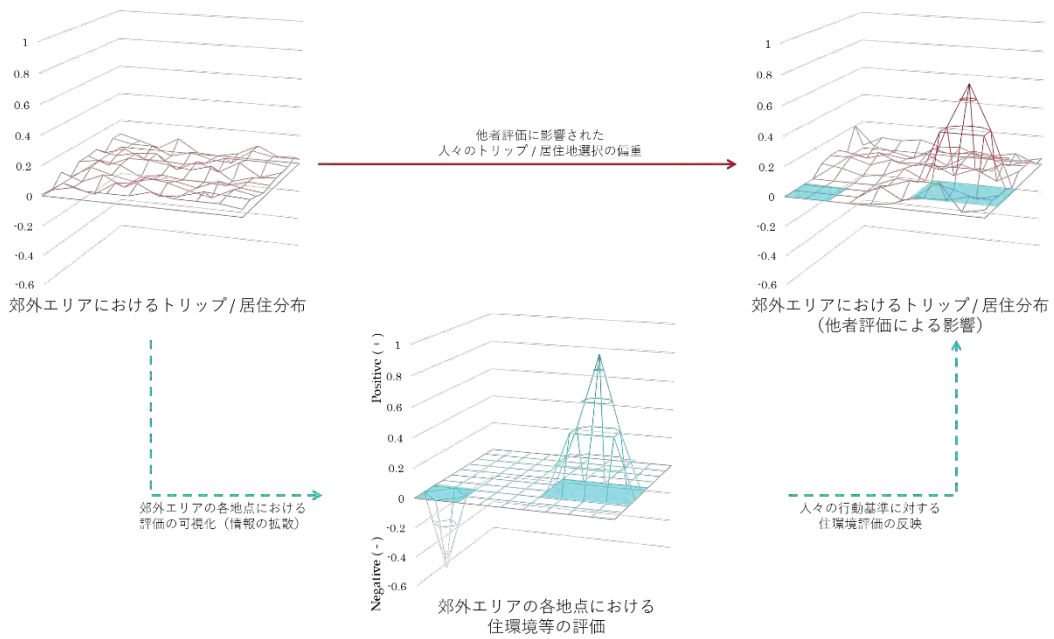 1
0.8
0.6
0.4
0.2
0
-0.2
-0.4
-0.6
郊外エリアにおけるトリップ / 居住分布
他者評価に影響された
人々のトリップ / 居住地選択の偏重
1
0.8
0.6
0.4
0.2
0
-0.2
-0.4
-0.6
郊外エリアにおけるトリップ / 居住分布
(他者評価による影響)
郊外エリアの各地点における
評価の可視化（情報の拡散）
Positive (+)
Negative (-)
1
0.8
0.6
0.4
0.2
0
-0.2
-0.4
-0.6
郊外エリアの各地点における
住環境等の評価
人々の行動基準に対する
住環境評価の反映